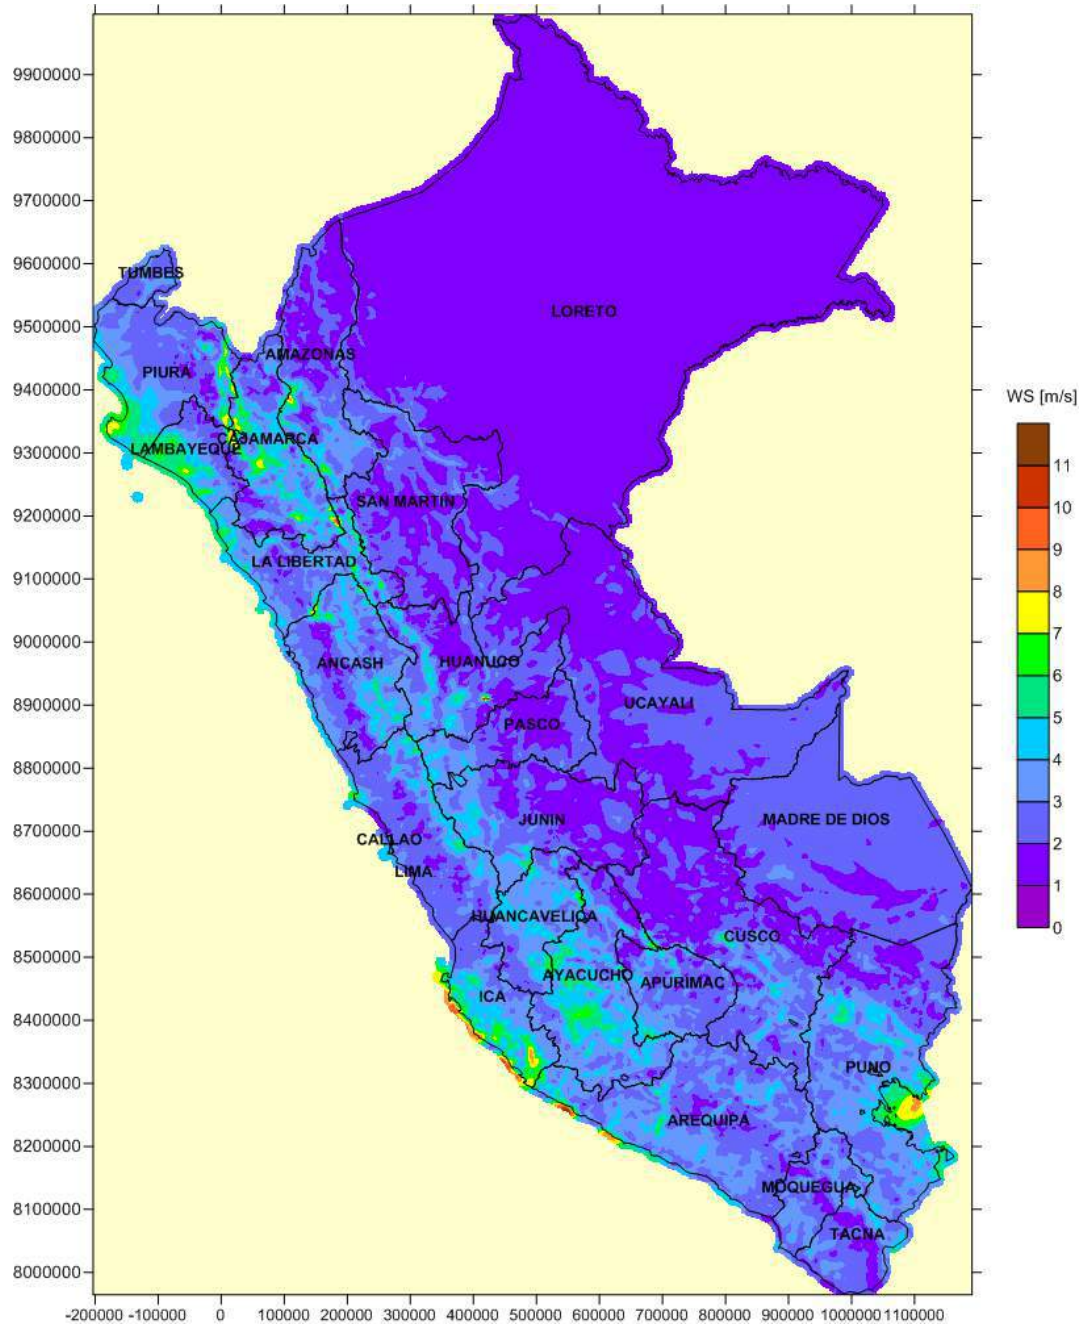 9900000
9800000
9700000
9600000
TUMBES
LORETO
9500000
AMAZONAS
PIURA
9400000
WS [m/s]
CAJAMARCA
LAMBAYEQUE
9300000
11
SAN MARTIN
10
9200000
9
LA LIBERTAD
9100000
8
7
9000000
ANCASH
HUANUCO
6
UCAYALI
8900000
PASCO
5
4
8800000
MADRE DE DIOS
JUNIN
3
CALLAO
8700000
2
LIMA
1
8600000
HUANCAVELICA
0
CUSCO
8500000
AYACUCHO
APURIMAC
ICA
8400000
PUNO
8300000
AREQUIPA
8200000
MOQUEGUA
8100000
TACNA
8000000
-200000 -100000 0 100000 200000 300000 400000 500000 600000 700000 800000 900000 1000000 1100000